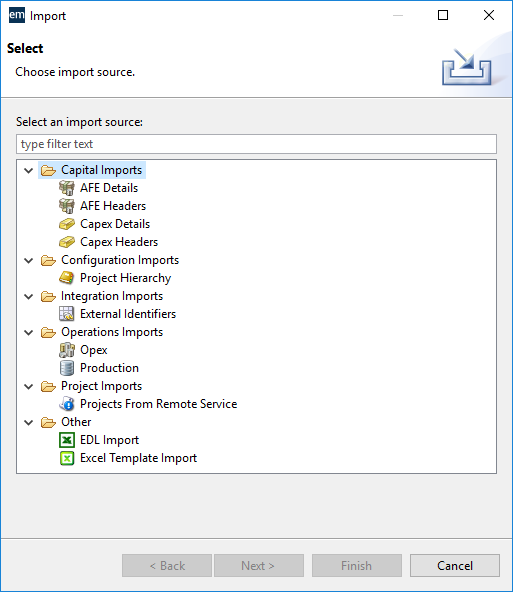 em Import
Select
Choose import source.
Select an import source:
type filter text
Capital Imports
AFE Details
AFE Headers
Capex Details
Capex Headers
Configuration Imports
Project Hierarchy
Integration Imports
External Identifiers
Operations Imports
Opex
Production
Project Imports
Projects From Remote Service
Other
EDL Import
Excel Template Import
< Back Next > Finish Cancel